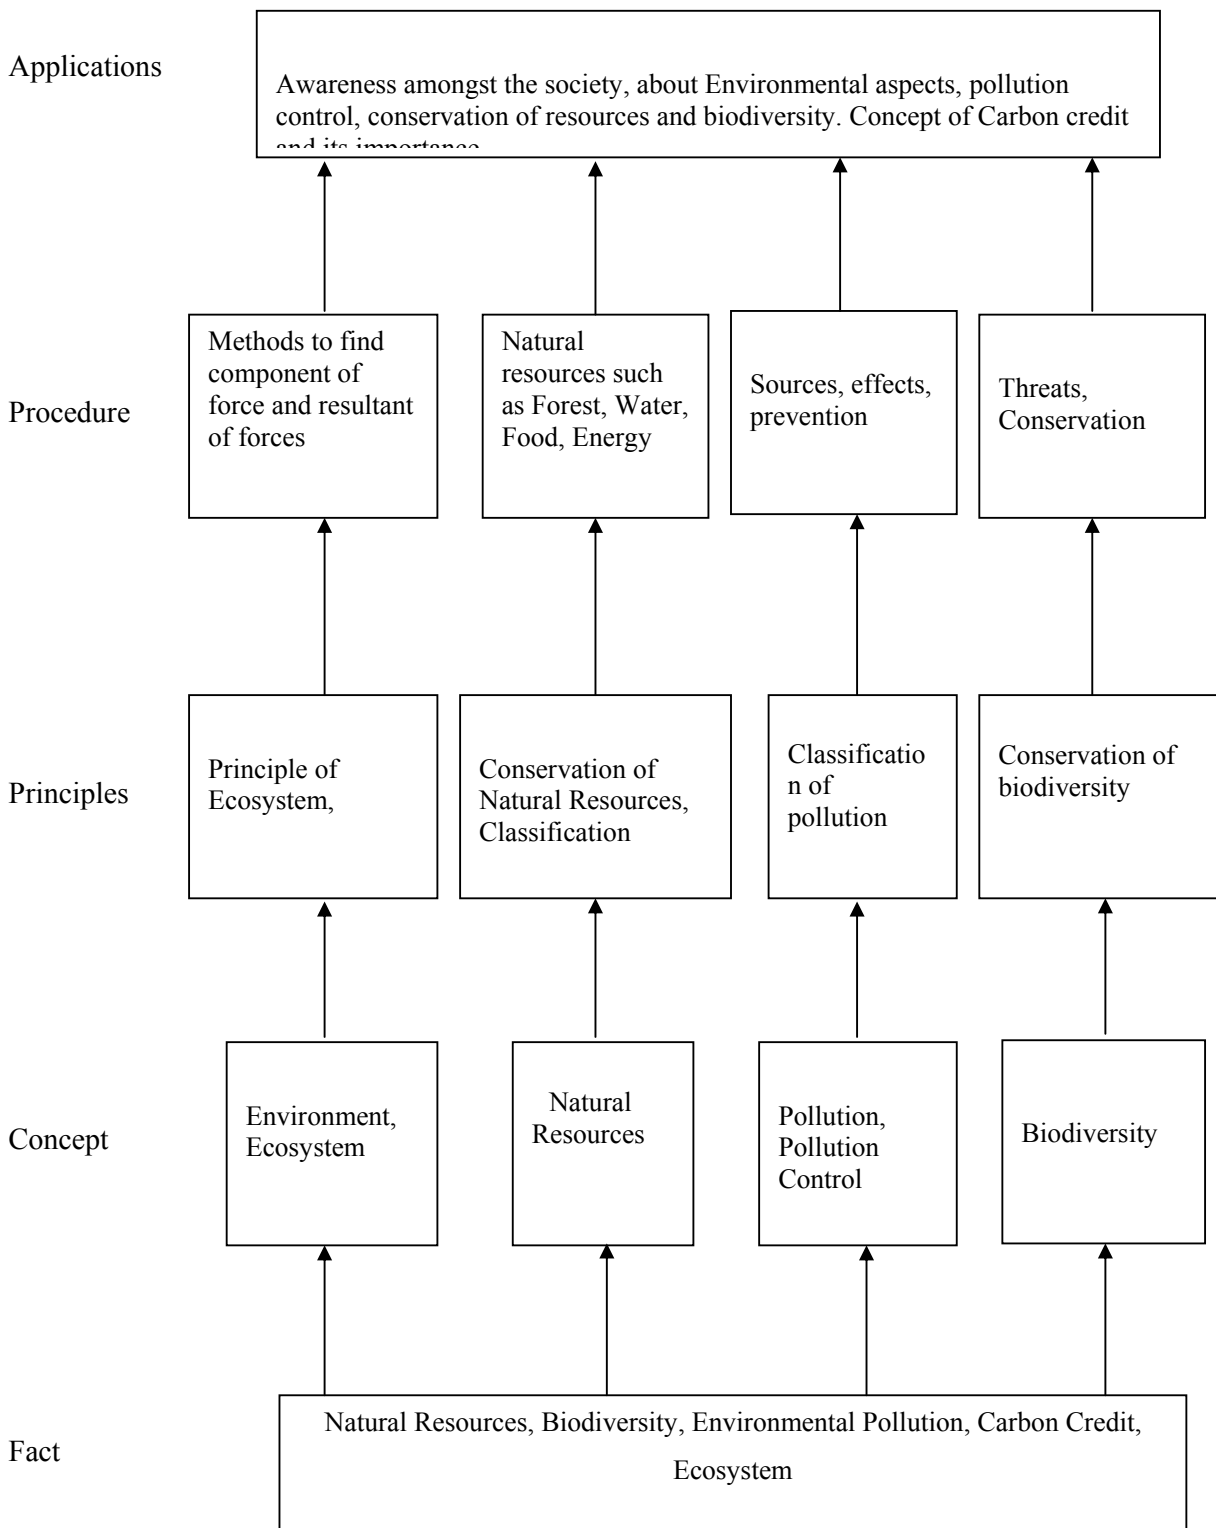 Applications
Awareness amongst the society, about Environmental aspects, pollution
control, conservation of resources and biodiversity. Concept of Carbon credit
and its importance
Procedure
Methods to find
component of
force and resultant
of forces
Natural
resources such
as Forest, Water,
Food, Energy
Sources, effects,
prevention
Threats,
Conservation
Principles
Principle of
Ecosystem,
Conservation of
Natural Resources,
Classification
Classificatio
n of
pollution
Conservation of
biodiversity
Concept
Environment,
Ecosystem
Natural
Resources
Pollution,
Pollution
Control
Biodiversity
Fact
Natural Resources, Biodiversity, Environmental Pollution, Carbon Credit,
Ecosystem